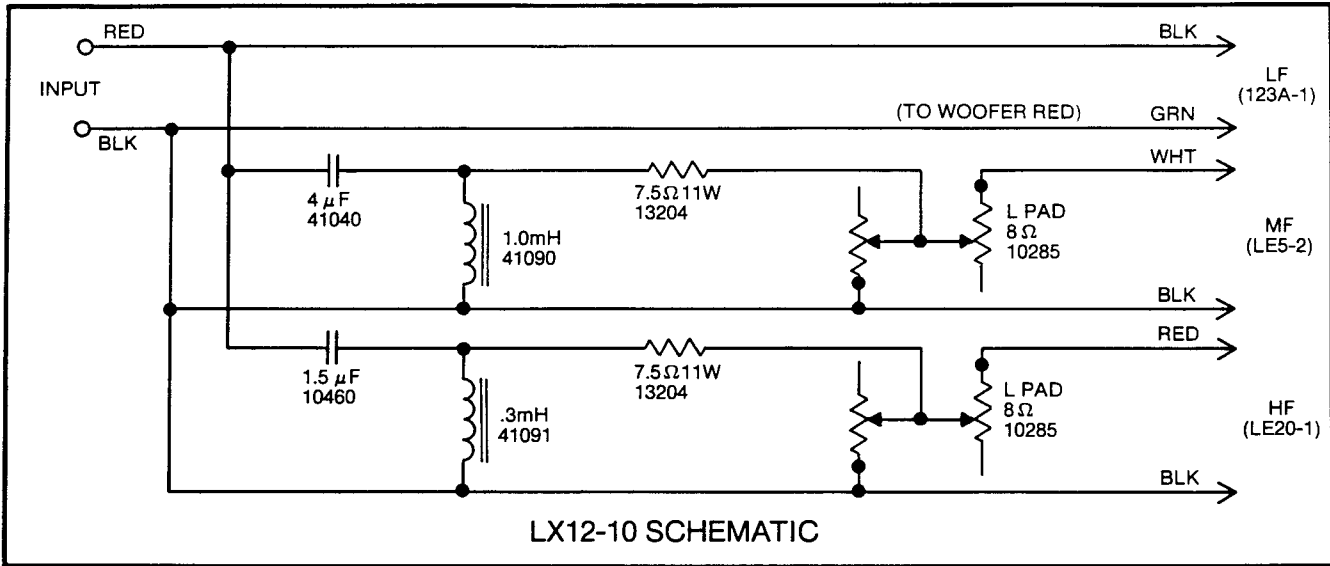 RED
BLK
INPUT
LF
(123A-1)
(TO WOOFER RED)
GRN
BLK
WHT
4 μF
41040
7.5Ω 11W
13204
L PAD
8Ω
10285
1.0mH
41090
MF
(LE5-2)
BLK
RED
1.5 μF
10460
7.5Ω 11W
13204
L PAD
8Ω
10285
.3mH
41091
HF
(LE20-1)
BLK
LX12-10 SCHEMATIC